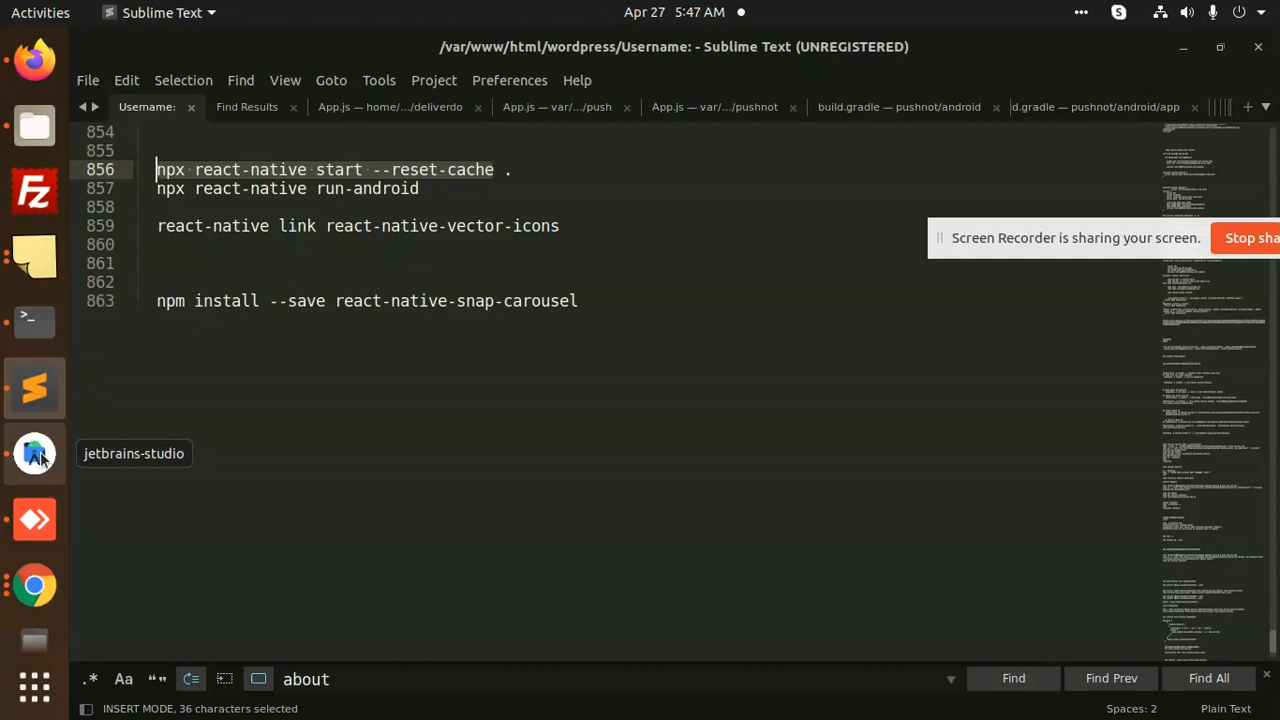 Activities
Sublime Text
Apr 27 5:47 AM
/var/www/html/wordpress/Username: - Sublime Text (UNREGISTERED)
File Edit Selection Find View Goto Tools Project Preferences Help
Username: × Find Results × App.js — home/.../deliverdo × App.js — var/.../push × App.js — var/.../pushnot × build.gradle — pushnot/android × d.gradle — pushnot/android/app ×
854
855
856 npx react-native start --reset-cache .
857 npx react-native run-android
858
859 react-native link react-native-vector-icons
860
861
862
863 npm install --save react-native-snap-carousel
Screen Recorder is sharing your screen. Stop sha
jetbrains-studio
.* Aa about Find Find Prev Find All
INSERT MODE, 36 characters selected Spaces: 2 Plain Text